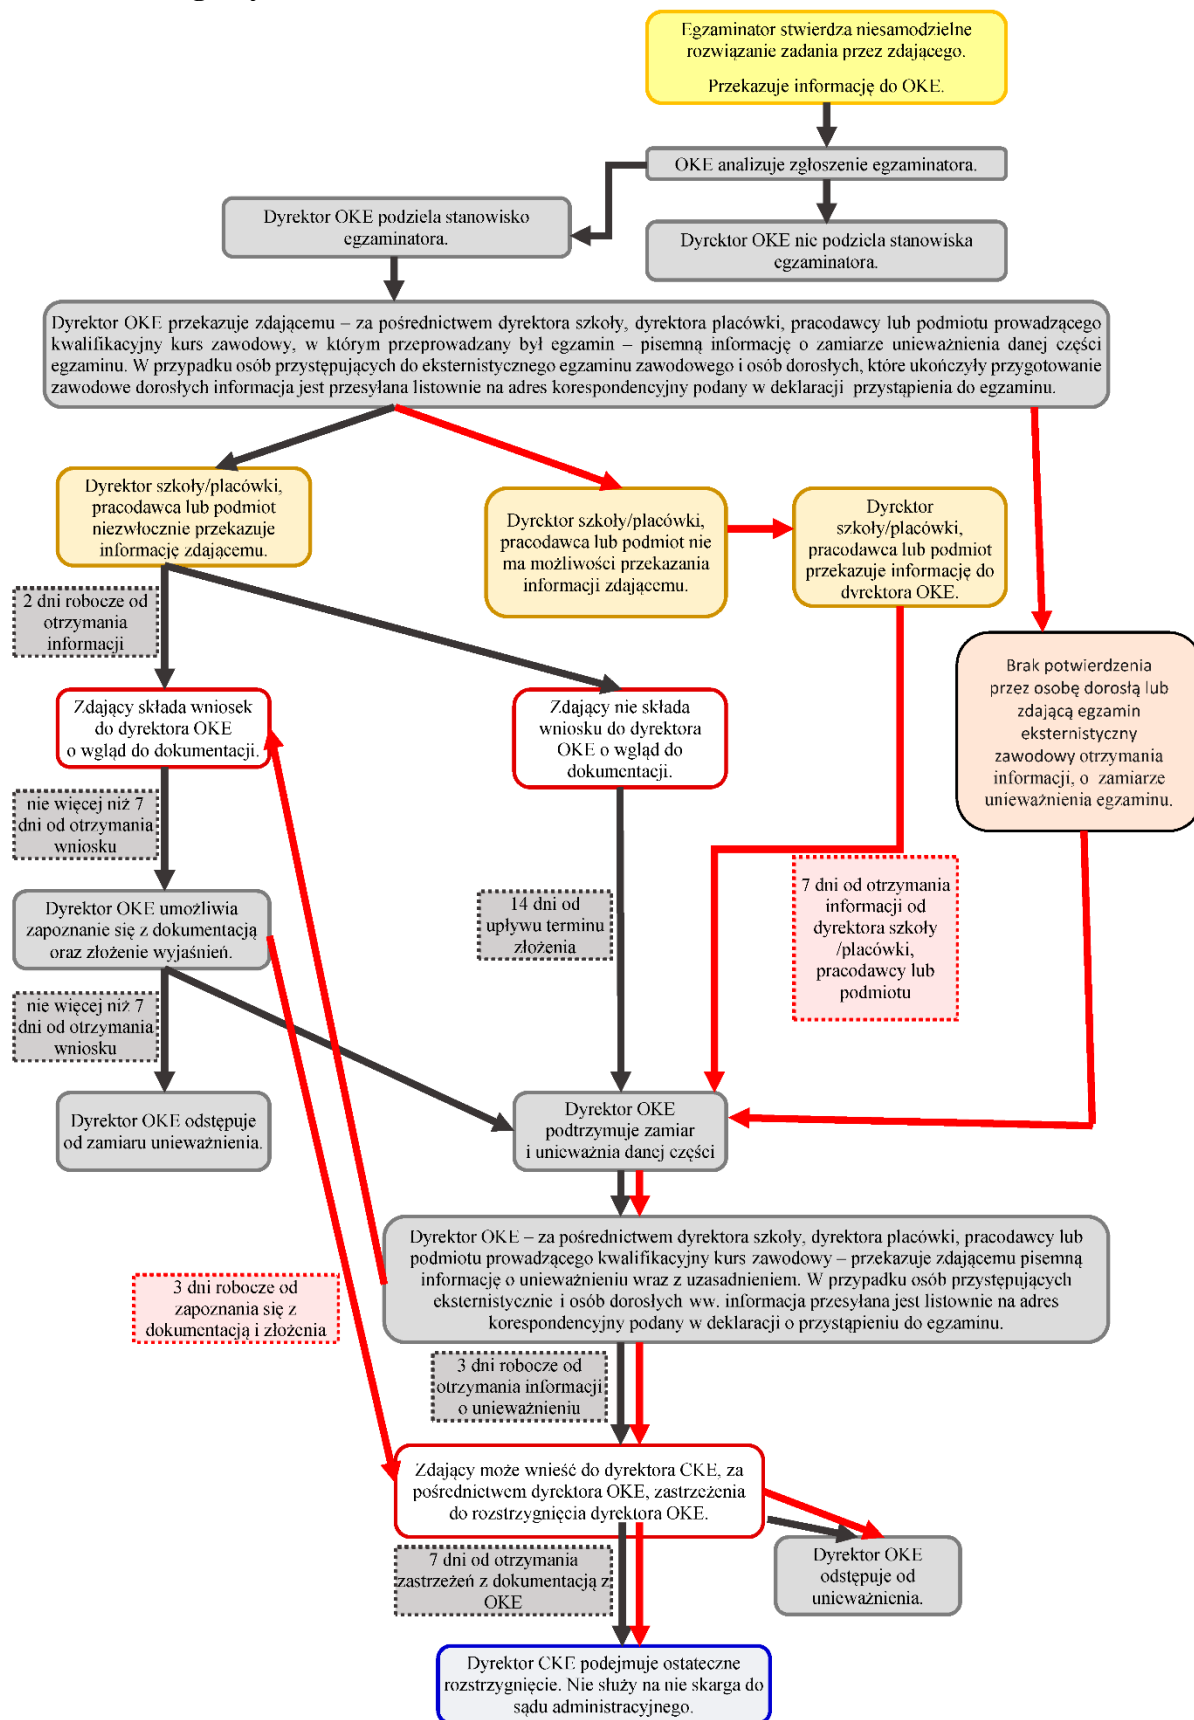 Egzaminator stwierdza niesamodzielne
rozwiązanie zadania przez zdającego.
Przekazuje informację do OKE.
OKE analizuje zgłoszenie egzaminatora.
Dyrektor OKE podziela stanowisko
egzaminatora.
Dyrektor OKE nie podziela stanowiska
egzaminatora.
Dyrektor OKE przekazuje zdającemu – za pośrednictwem dyrektora szkoły, dyrektora placówki, pracodawcy lub podmiotu prowadzącego
kwalifikacyjny kurs zawodowy, w którym przeprowadzany był egzamin – pisemną informację o zamiarze unieważnienia danej części
egzaminu. W przypadku osób przystępujących do eksternistycznego egzaminu zawodowego i osób dorosłych, które ukończyły przygotowanie
zawodowe dorosłych informacja jest przesyłana listownie na adres korespondencyjny podany w deklaracji przystąpienia do egzaminu.
Dyrektor szkoły/placówki,
pracodawca lub podmiot
niezwłocznie przekazuje
informację zdającemu.
Dyrektor szkoły/placówki,
pracodawca lub podmiot nie
ma możliwości przekazania
informacji zdającemu.
Dyrektor
szkoły/placówki,
pracodawca lub podmiot
przekazuje informację do
dyrektora OKE.
2 dni robocze od
otrzymania
informacji
Brak potwierdzenia
przez osobę dorosłą lub
zdającą egzamin
eksternistyczny
zawodowy otrzymania
informacji, o zamiarze
unieważnienia egzaminu.
Zdający składa wniosek
do dyrektora OKE
o wgląd do dokumentacji.
Zdający nie składa
wniosku do dyrektora
OKE o wgląd do
dokumentacji.
nie więcej niż 7
dni od otrzymania
wniosku
14 dni od
upływu terminu
złożenia
7 dni od otrzymania
informacji od
dyrektora szkoły
/placówki,
pracodawcy lub
podmiotu
Dyrektor OKE umożliwia
zapoznanie się z dokumentacją
oraz złożenie wyjaśnień.
nie więcej niż 7
dni od otrzymania
wniosku
Dyrektor OKE odstępuje
od zamiaru unieważnienia.
Dyrektor OKE
podtrzymuje zamiar
i unieważnia danej części
Dyrektor OKE – za pośrednictwem dyrektora szkoły, dyrektora placówki, pracodawcy lub
podmiotu prowadzącego kwalifikacyjny kurs zawodowy – przekazuje zdającemu pisemną
informację o unieważnieniu wraz z uzasadnieniem. W przypadku osób przystępujących
eksternistycznie i osób dorosłych ww. informacja przesyłana jest listownie na adres
korespondencyjny podany w deklaracji o przystąpieniu do egzaminu.
3 dni robocze od
zapoznania się z
dokumentacją i złożenia
3 dni robocze od
otrzymania informacji
o unieważnieniu
Zdający może wnieść do dyrektora CKE, za
pośrednictwem dyrektora OKE, zastrzeżenia
do rozstrzygnięcia dyrektora OKE.
7 dni od otrzymania
zastrzeżeń z dokumentacją z
OKE
Dyrektor OKE
odstępuje od
unieważnienia.
Dyrektor CKE podejmuje ostateczne
rozstrzygnięcie. Nie służy na nie skarga do
sądu administracyjnego.